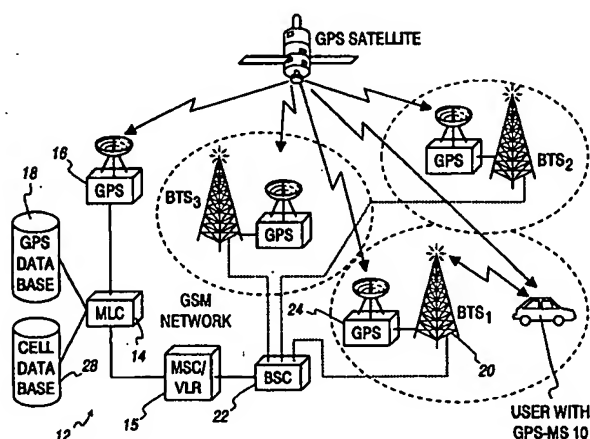 GPS SATELLITE
16
GPS
18
GPS
DATA
BASE
BTS3
GPS
GPS
BTS2
MLC
14
GSM
NETWORK
CELL
DATA
BASE
28
12
MSC/
VLR
15
BSC
22
24
GPS
BTS1
20
USER WITH
GPS-MS 10